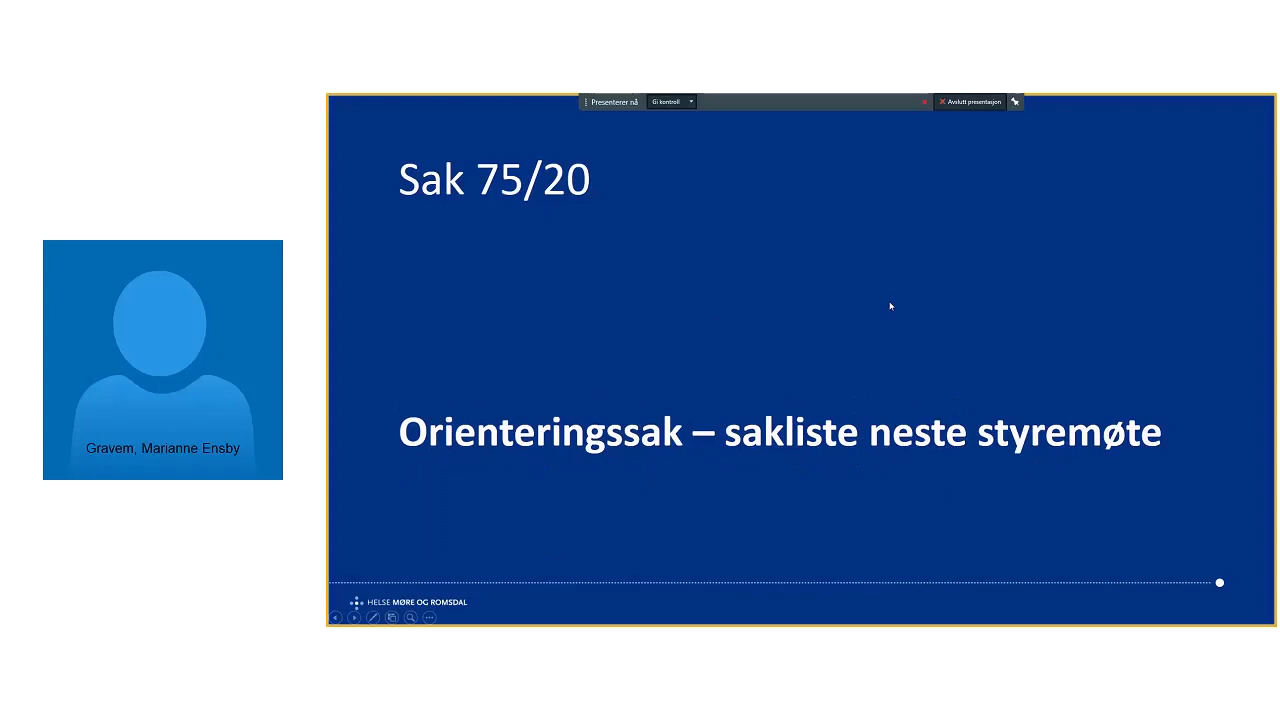 Presenterer nå
Gi kontroll
Avslutt presentasjon
Sak 75/20
Orienteringssak – sakliste neste styremøte
Gravem, Marianne Ensby
HELSE MØRE OG ROMSDAL